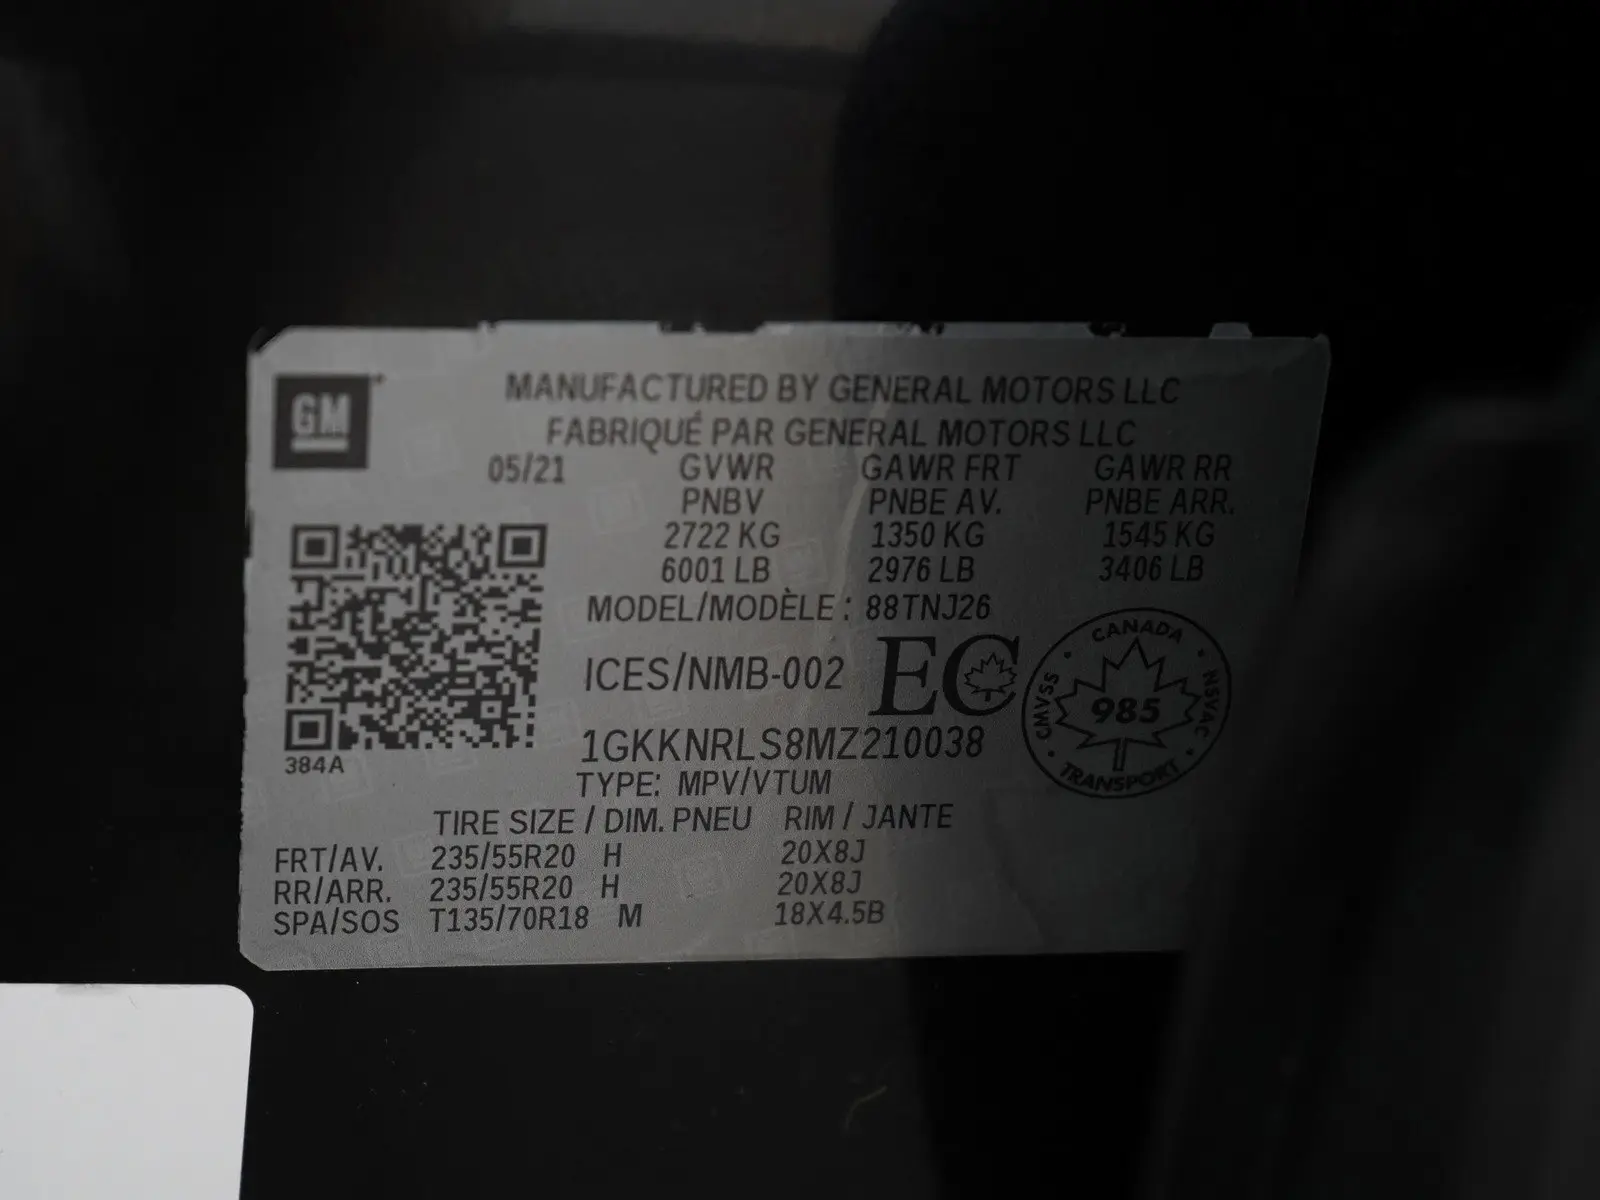 GM
MANUFACTURED BY GENERAL MOTORS LLC
FABRIQUÉ PAR GENERAL MOTORS LLC
05/21 GVWR GAWR FRT GAWR RR
PNBV PNBE AV. PNBE ARR.
2722 KG 1350 KG 1545 KG
6001 LB 2976 LB 3406 LB
MODEL/MODÈLE: 88TNJ26
ICES/NMB-002 EC
CANADA
CMVSS 985 NSVAC
TRANSPORT
1GKKNRLS8MZ210038
384A
TYPE: MPV/VTUM
TIRE SIZE / DIM. PNEU RIM / JANTE
FRT/AV. 235/55R20 H 20X8J
RR/ARR. 235/55R20 H 20X8J
SPA/SOS T135/70R18 M 18X4.5B